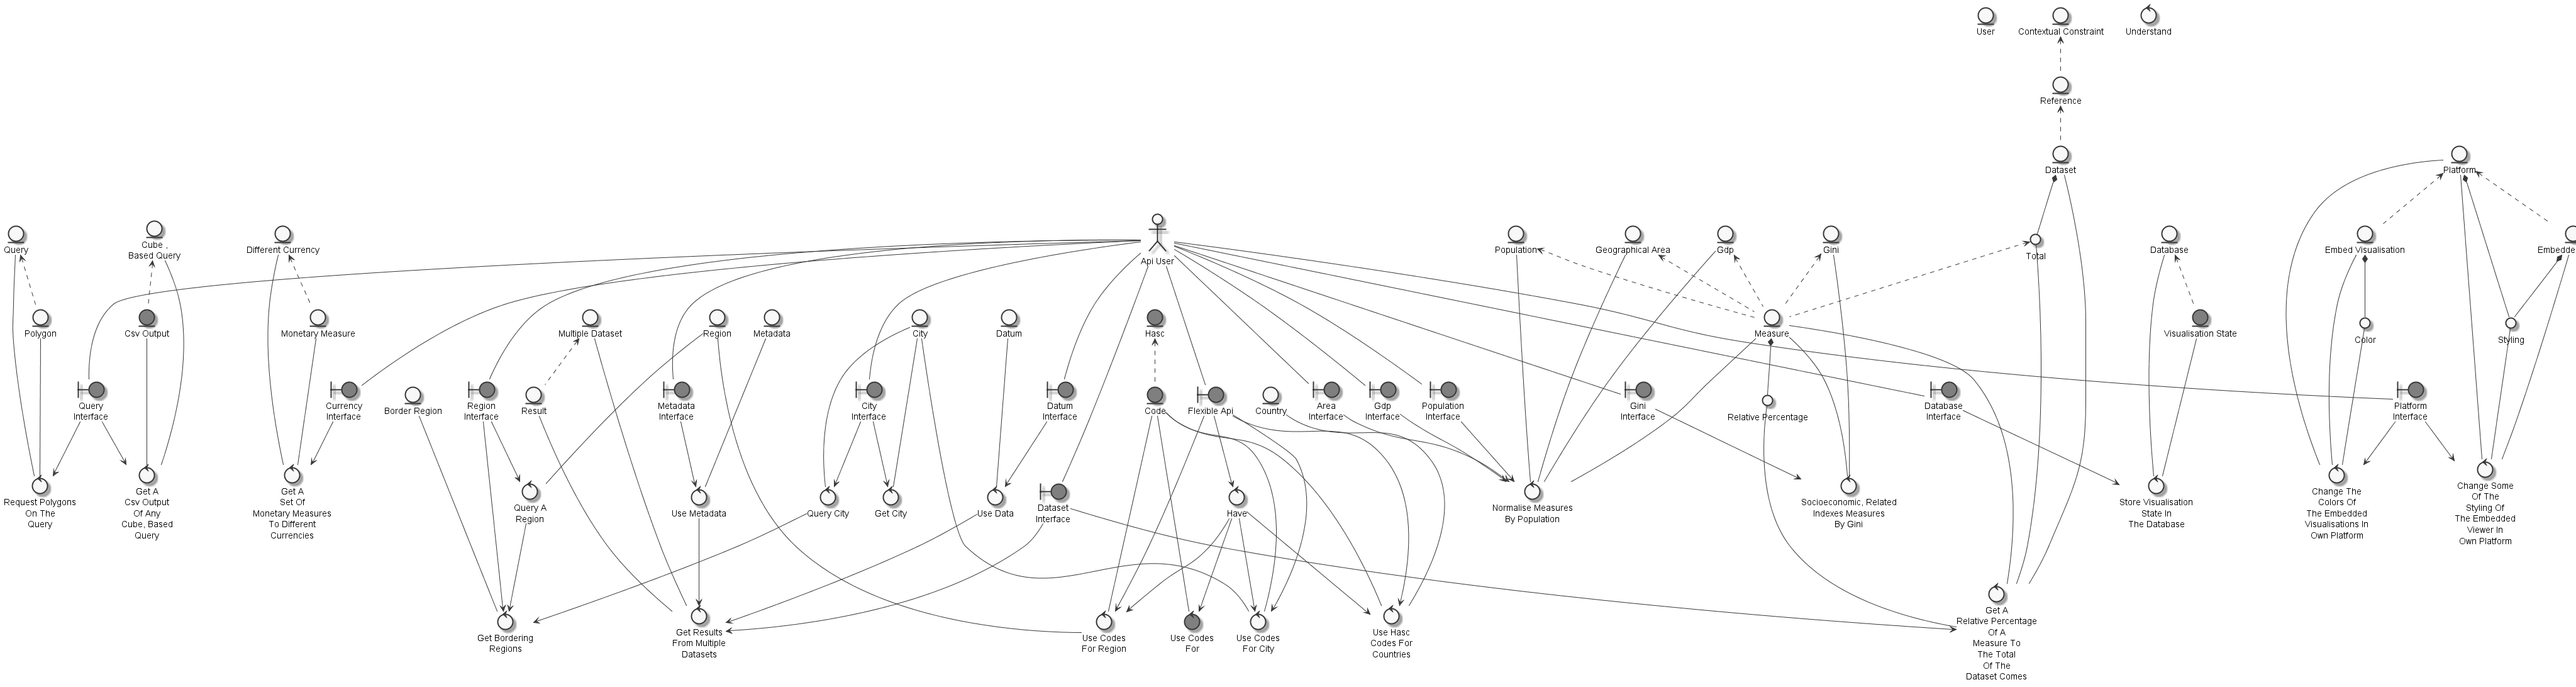 User
Contextual Constraint
Understand
Reference
Dataset
Platform
Query
Cube ,
Based Query
Different Currency
Api User
Population
Geographical Area
Gdp
Gini
Total
Database
Embed Visualisation
Embedde
Polygon
Csv Output
Monetary Measure
Multiple Dataset
Region
Metadata
City
Datum
Hasc
Measure
Visualisation State
Color
Styling
Query
Interface
Currency
Interface
Border Region
Region
Interface
Result
Metadata
Interface
City
Interface
Datum
Interface
Code
Flexible Api
Country
Area
Interface
Gdp
Interface
Population
Interface
Gini
Interface
Relative Percentage
Database
Interface
Platform
Interface
Request Polygons
On The
Query
Get A
Csv Output
Of Any
Cube, Based
Query
Get A
Set Of
Monetary Measures
To Different
Currencies
Query A
Region
Use Metadata
Query City
Get City
Use Data
Dataset
Interface
Have
Normalise Measures
By Population
Socioeconomic, Related
Indexes Measures
By Gini
Store Visualisation
State In
The Database
Change The
Colors Of
The Embedded
Visualisations In
Own Platform
Change Some
Of The
Styling Of
The Embedded
Viewer In
Own Platform
Get Bordering
Regions
Get Results
From Multiple
Datasets
Use Codes
For Region
Use Codes
For
Use Codes
For City
Use Hasc
Codes For
Countries
Get A
Relative Percentage
Of A
Measure To
The Total
Of The
Dataset Comes